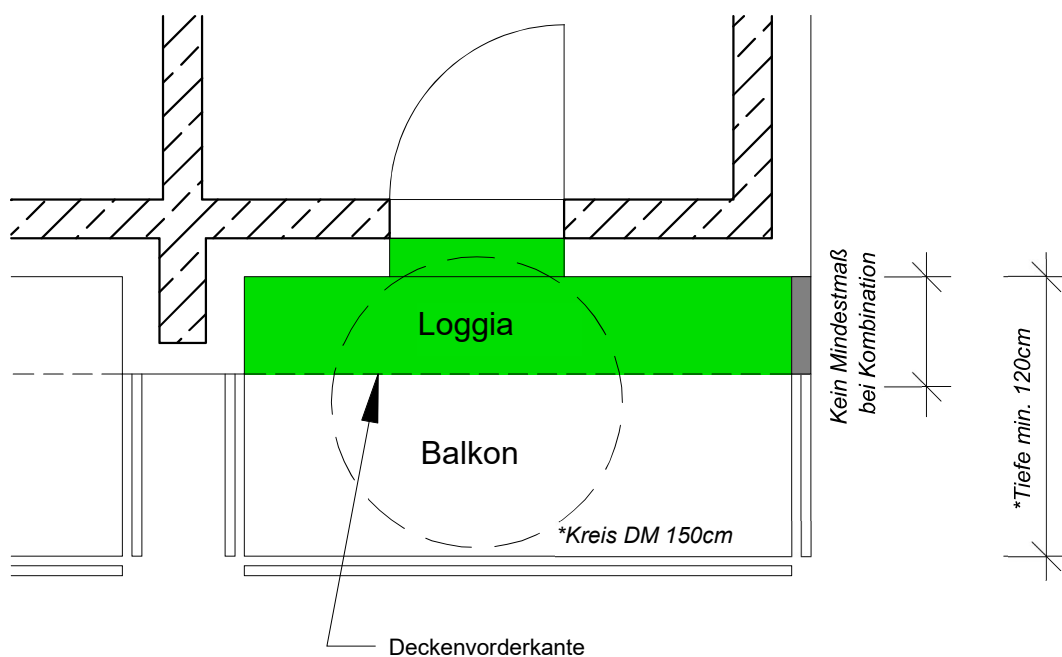 Loggia
Balkon
*Kreis DM 150cm
Kein Mindestmaß
bei Kombination
*Tiefe min. 120cm
Deckenvorderkante